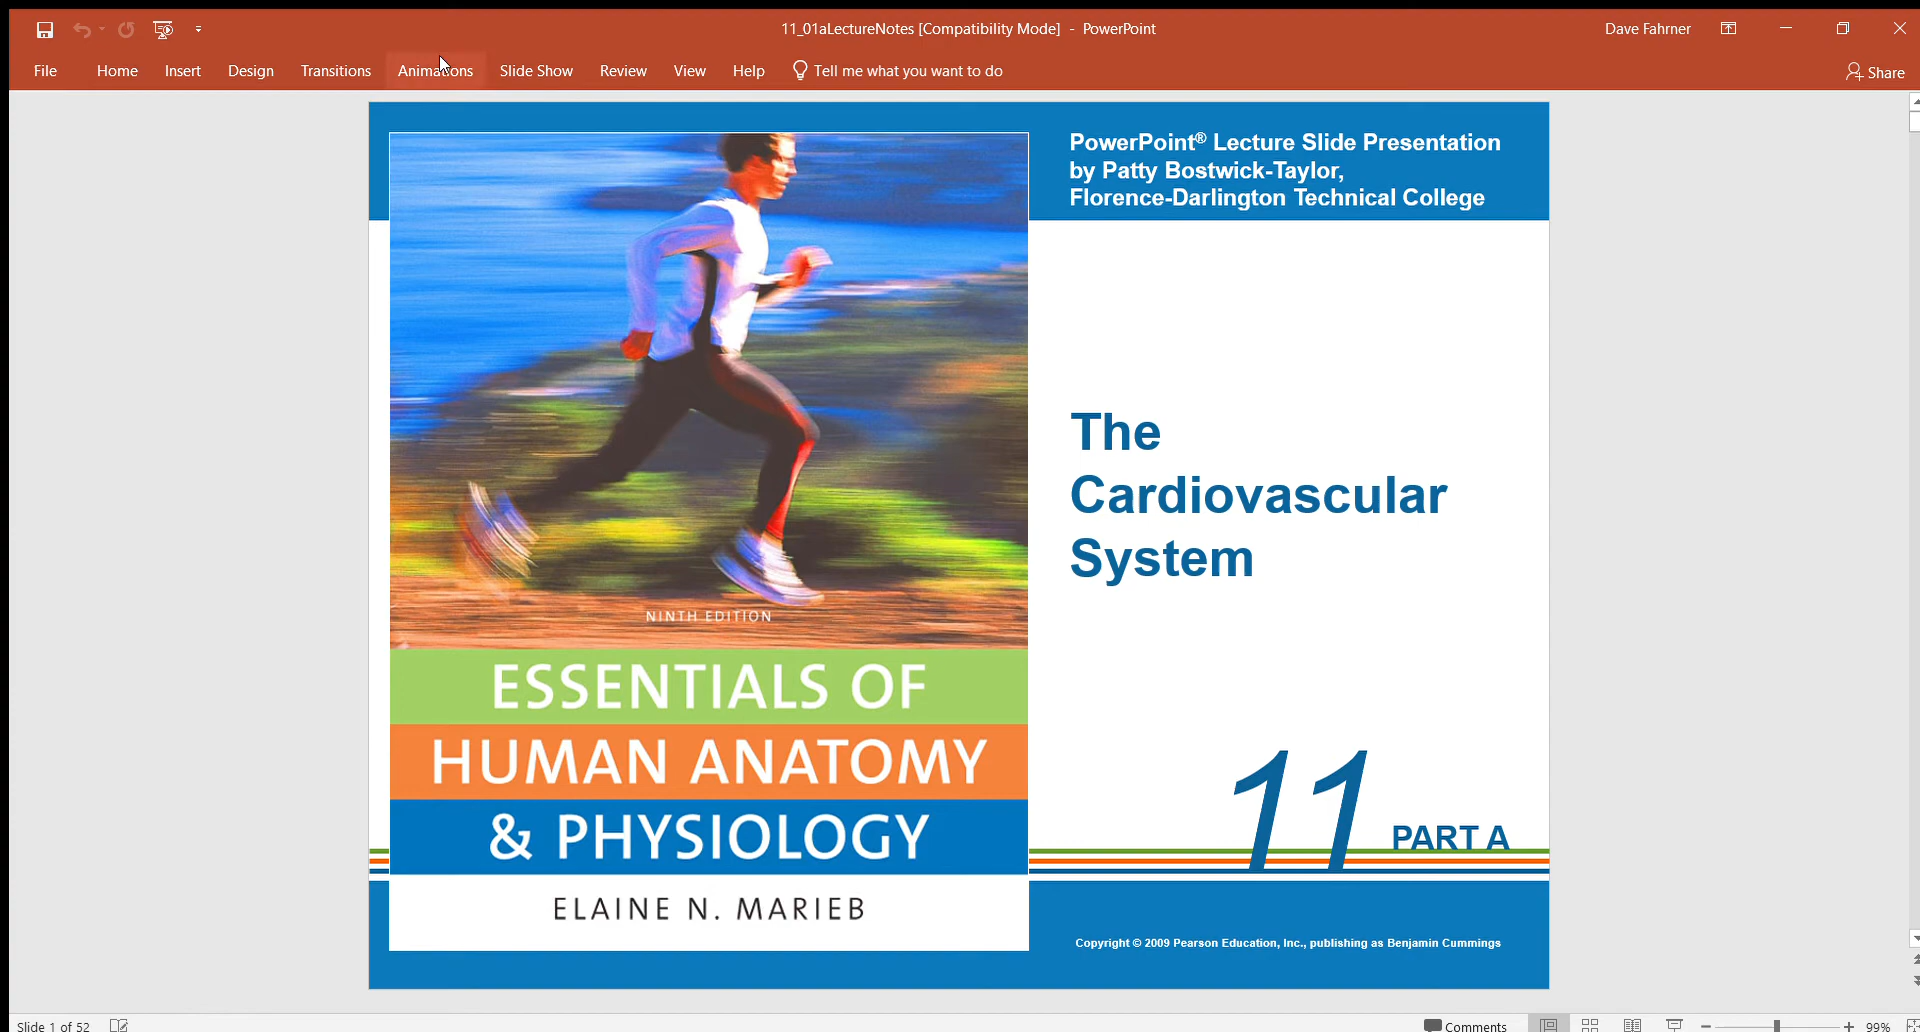 11_01aLectureNotes [Compatibility Mode] - PowerPoint
Dave Fahrner
File Home Insert Design Transitions Animations Slide Show Review View Help Tell me what you want to do
Share
PowerPoint® Lecture Slide Presentation
by Patty Bostwick-Taylor,
Florence-Darlington Technical College
The
Cardiovascular
System
NINTH EDITION
ESSENTIALS OF
HUMAN ANATOMY
& PHYSIOLOGY
ELAINE N. MARIEB
11 PART A
Copyright © 2009 Pearson Education, Inc., publishing as Benjamin Cummings
Slide 1 of 52
Comments
99%